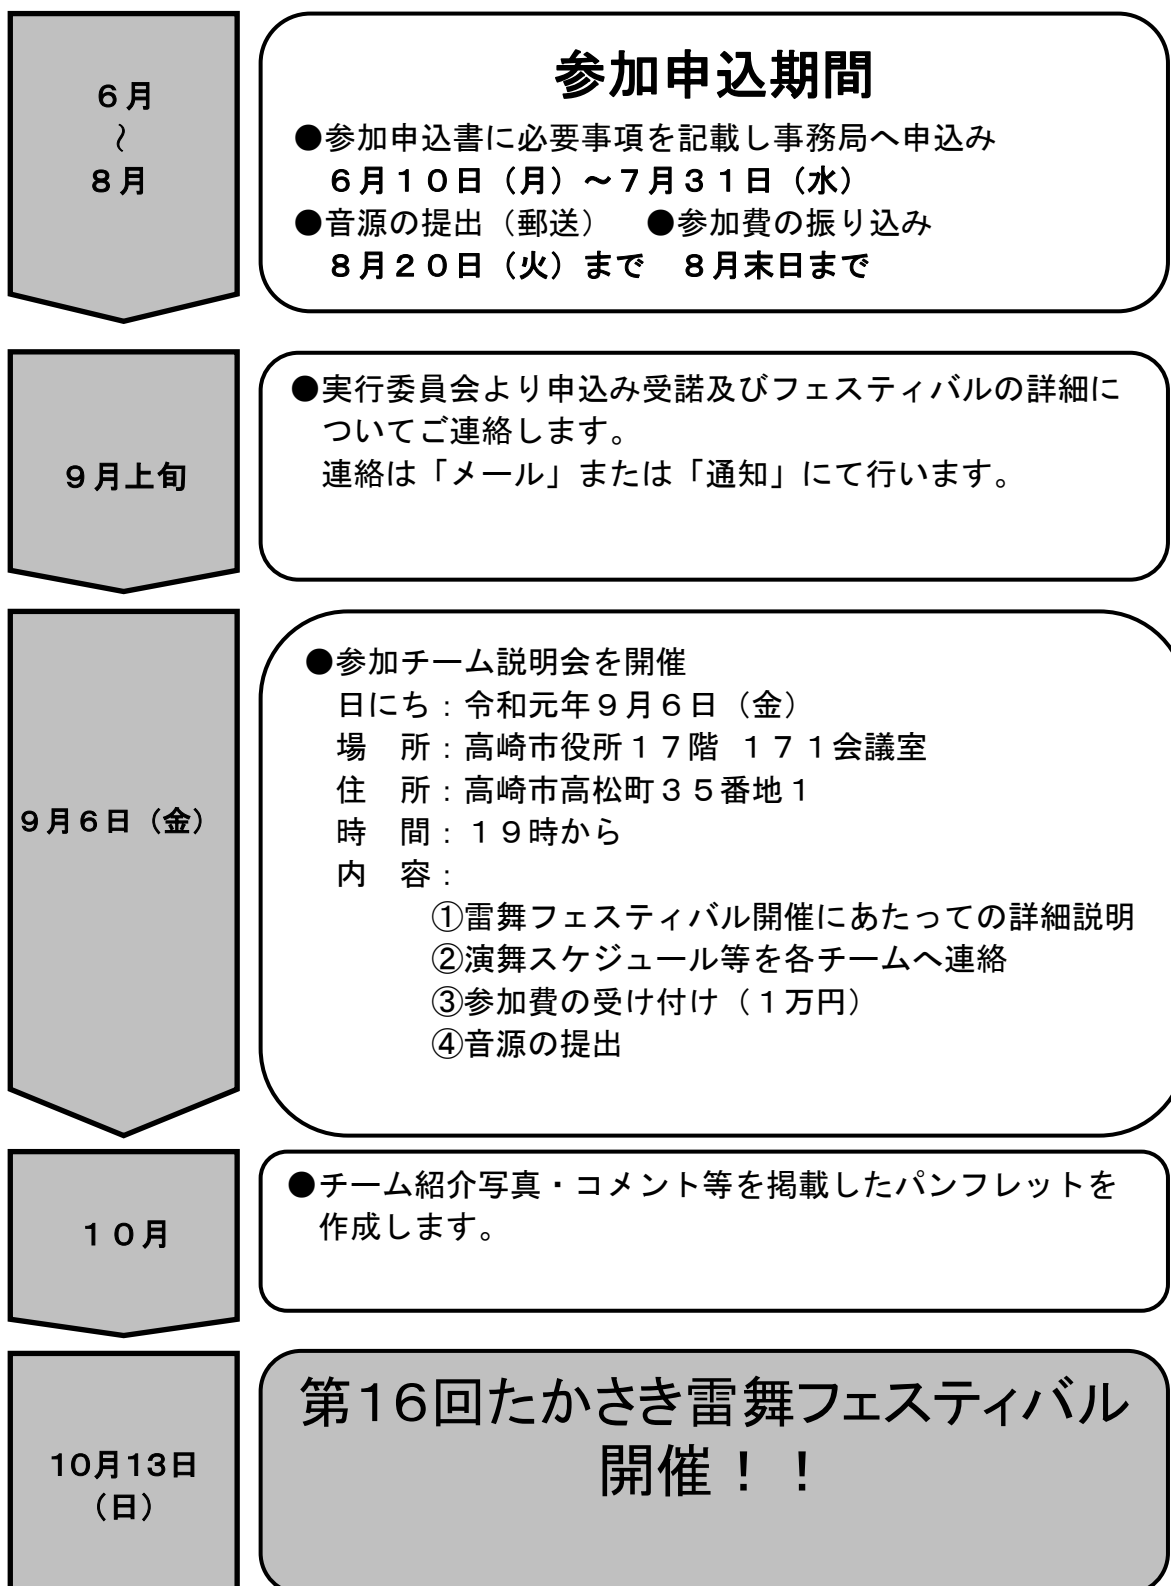 ６月
～
８月
参加申込期間
●参加申込書に必要事項を記載し事務局へ申込み
６月１０日（月）～７月３１日（水）
●音源の提出（郵送）　●参加費の振り込み
８月２０日（火）まで　８月末日まで
９月上旬
●実行委員会より申込み受諾及びフェスティバルの詳細に
ついてご連絡します。
連絡は「メール」または「通知」にて行います。
９月６日（金）
●参加チーム説明会を開催
日にち：令和元年９月６日（金）
場　所：高崎市役所１７階　１７１会議室
住　所：高崎市高松町３５番地１
時　間：１９時から
内　容：
①雷舞フェスティバル開催にあたっての詳細説明
②演舞スケジュール等を各チームへ連絡
③参加費の受け付け（１万円）
④音源の提出
１０月
●チーム紹介写真・コメント等を掲載したパンフレットを
作成します。
10月13日
（日）
第16回たかさき雷舞フェスティバル
開催！！